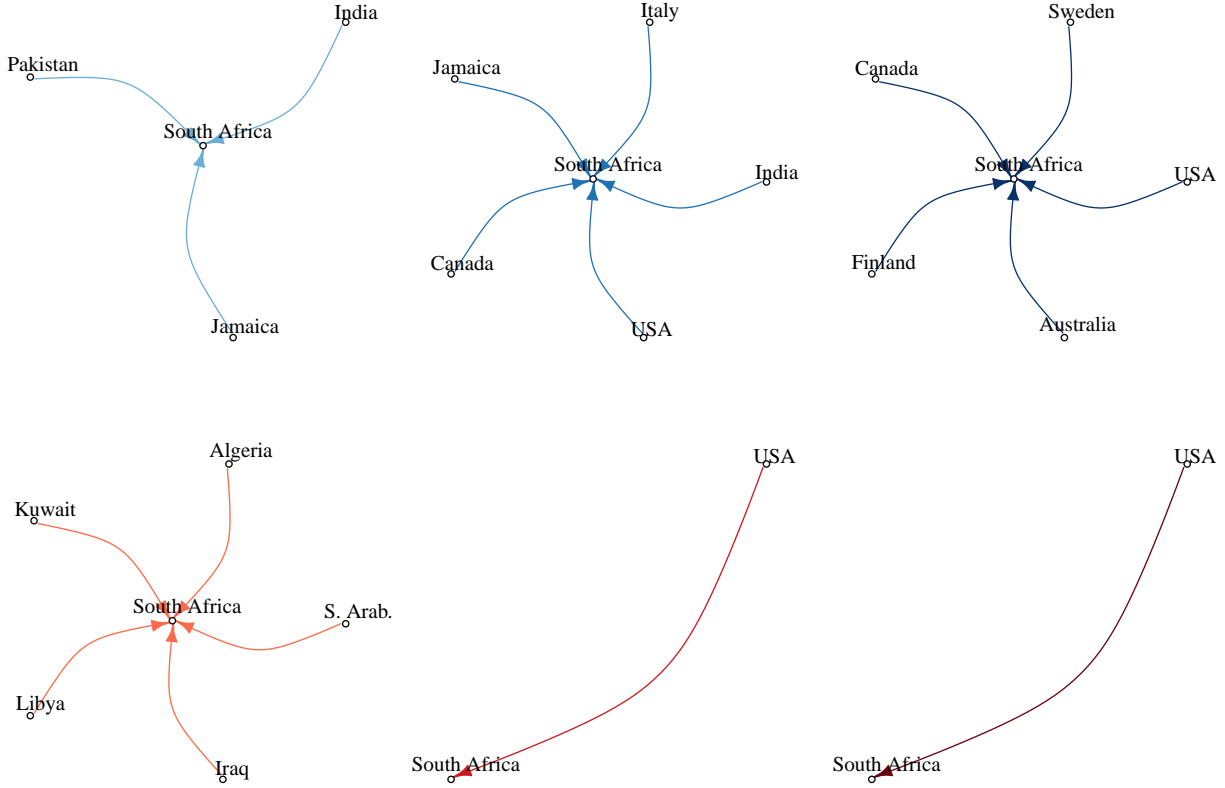 India
Pakistan
South Africa
Jamaica
Italy
Jamaica
South Africa
India
Canada
USA
Sweden
Canada
South Africa
USA
Finland
Australia
Algeria
Kuwait
South Africa
S. Arab.
Libya
Iraq
USA
South Africa
USA
South Africa